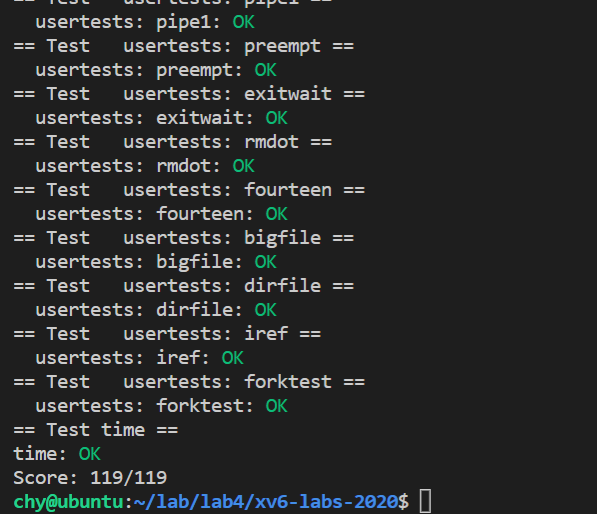 == Test   usertests: pipe1 ==
  usertests: pipe1: OK
== Test   usertests: preempt ==
  usertests: preempt: OK
== Test   usertests: exitwait ==
  usertests: exitwait: OK
== Test   usertests: rmdot ==
  usertests: rmdot: OK
== Test   usertests: fourteen ==
  usertests: fourteen: OK
== Test   usertests: bigfile ==
  usertests: bigfile: OK
== Test   usertests: dirfile ==
  usertests: dirfile: OK
== Test   usertests: iref ==
  usertests: iref: OK
== Test   usertests: forktest ==
  usertests: forktest: OK
== Test time ==
time: OK
Score: 119/119
chy@ubuntu:~/lab/lab4/xv6-labs-2020$